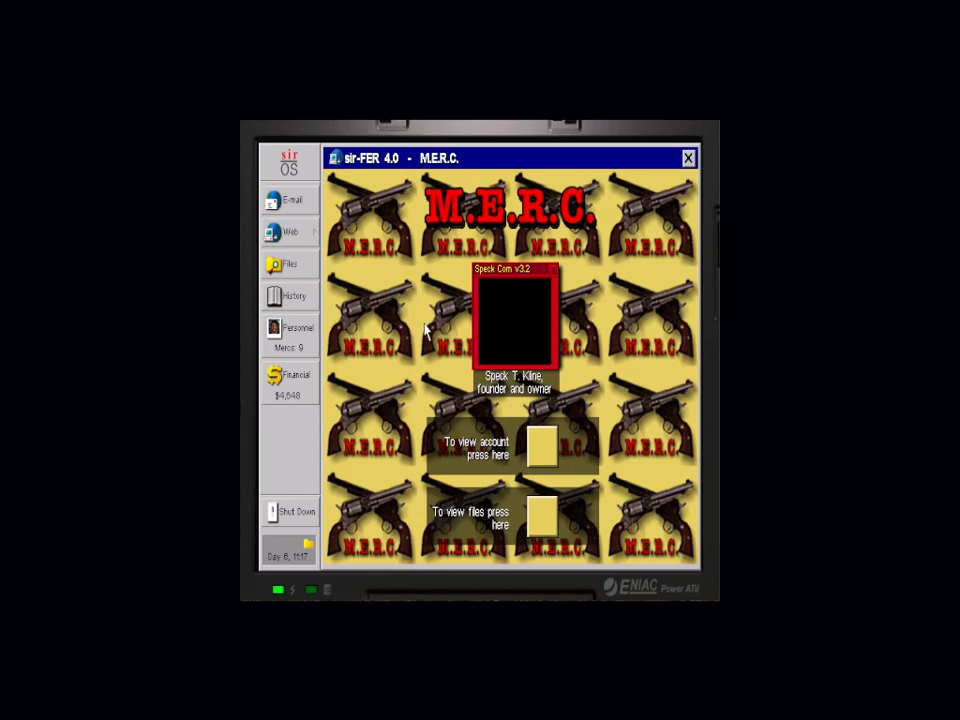 sir
OS
sir-FER 4.0 - M.E.R.C.
E-mail
Web
Files
History
Personnel
Mercs: 9
Financial
$4,648
Shut Down
Day 6, 11:17
M.E.R.C.
M.E.R.C. M.E.R.C. M.E.R.C. M.E.R.C.
Speck Com v3.2
Speck T. Kline,
founder and owner
To view account
press here
To view files press
here
M.E.R.C. M.E.R.C. M.E.R.C. M.E.R.C.
ENIAC Power ATii